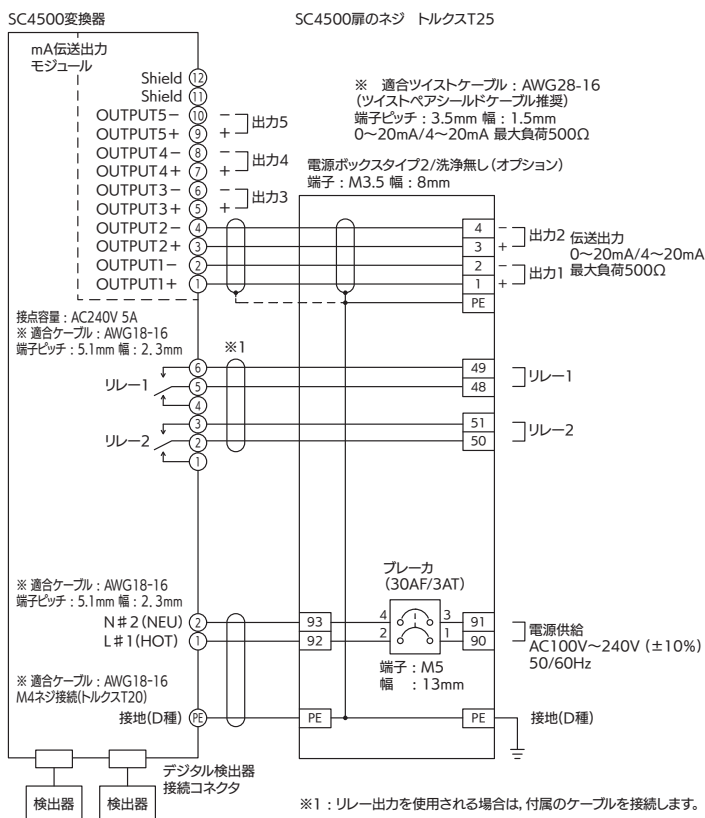 SC4500変換器
SC4500扉のネジ トルクスT25
mA伝送出力
モジュール
Shield 12
Shield 11
OUTPUT5− 10 −
OUTPUT5+ 9 +
出力5
OUTPUT4− 8 −
OUTPUT4+ 7 +
出力4
OUTPUT3− 6 −
OUTPUT3+ 5 +
出力3
OUTPUT2− 4
OUTPUT2+ 3
OUTPUT1− 2
OUTPUT1+ 1
※ 適合ツイストケーブル：AWG28-16
(ツイストペアシールドケーブル推奨)
端子ピッチ：3.5mm 幅：1.5mm
0〜20mA/4〜20mA 最大負荷500Ω
電源ボックスタイプ2/洗浄無し(オプション)
端子：M3.5 幅：8mm
4 −
3 +
出力2
2 −
1 +
出力1
PE
伝送出力
0〜20mA/4〜20mA
最大負荷500Ω
接点容量：AC240V 5A
※ 適合ケーブル：AWG18-16
端子ピッチ：5.1mm 幅：2.3mm
※1
リレー1
6
5
4
リレー2
3
2
1
49
48
リレー1
51
50
リレー2
※ 適合ケーブル：AWG18-16
端子ピッチ：5.1mm 幅：2.3mm
N♯2(NEU) 2
L♯1(HOT) 1
93
92
ブレーカ
(30AF/3AT)
4 3
2 1
91
90
端子：M5
幅 ：13mm
電源供給
AC100V〜240V (±10%)
50/60Hz
※ 適合ケーブル：AWG18-16
M4ネジ接続(トルクスT20)
接地(D種) PE
PE
PE
接地(D種)
デジタル検出器
接続コネクタ
検出器
検出器
※1：リレー出力を使用される場合は，付属のケーブルを接続します。